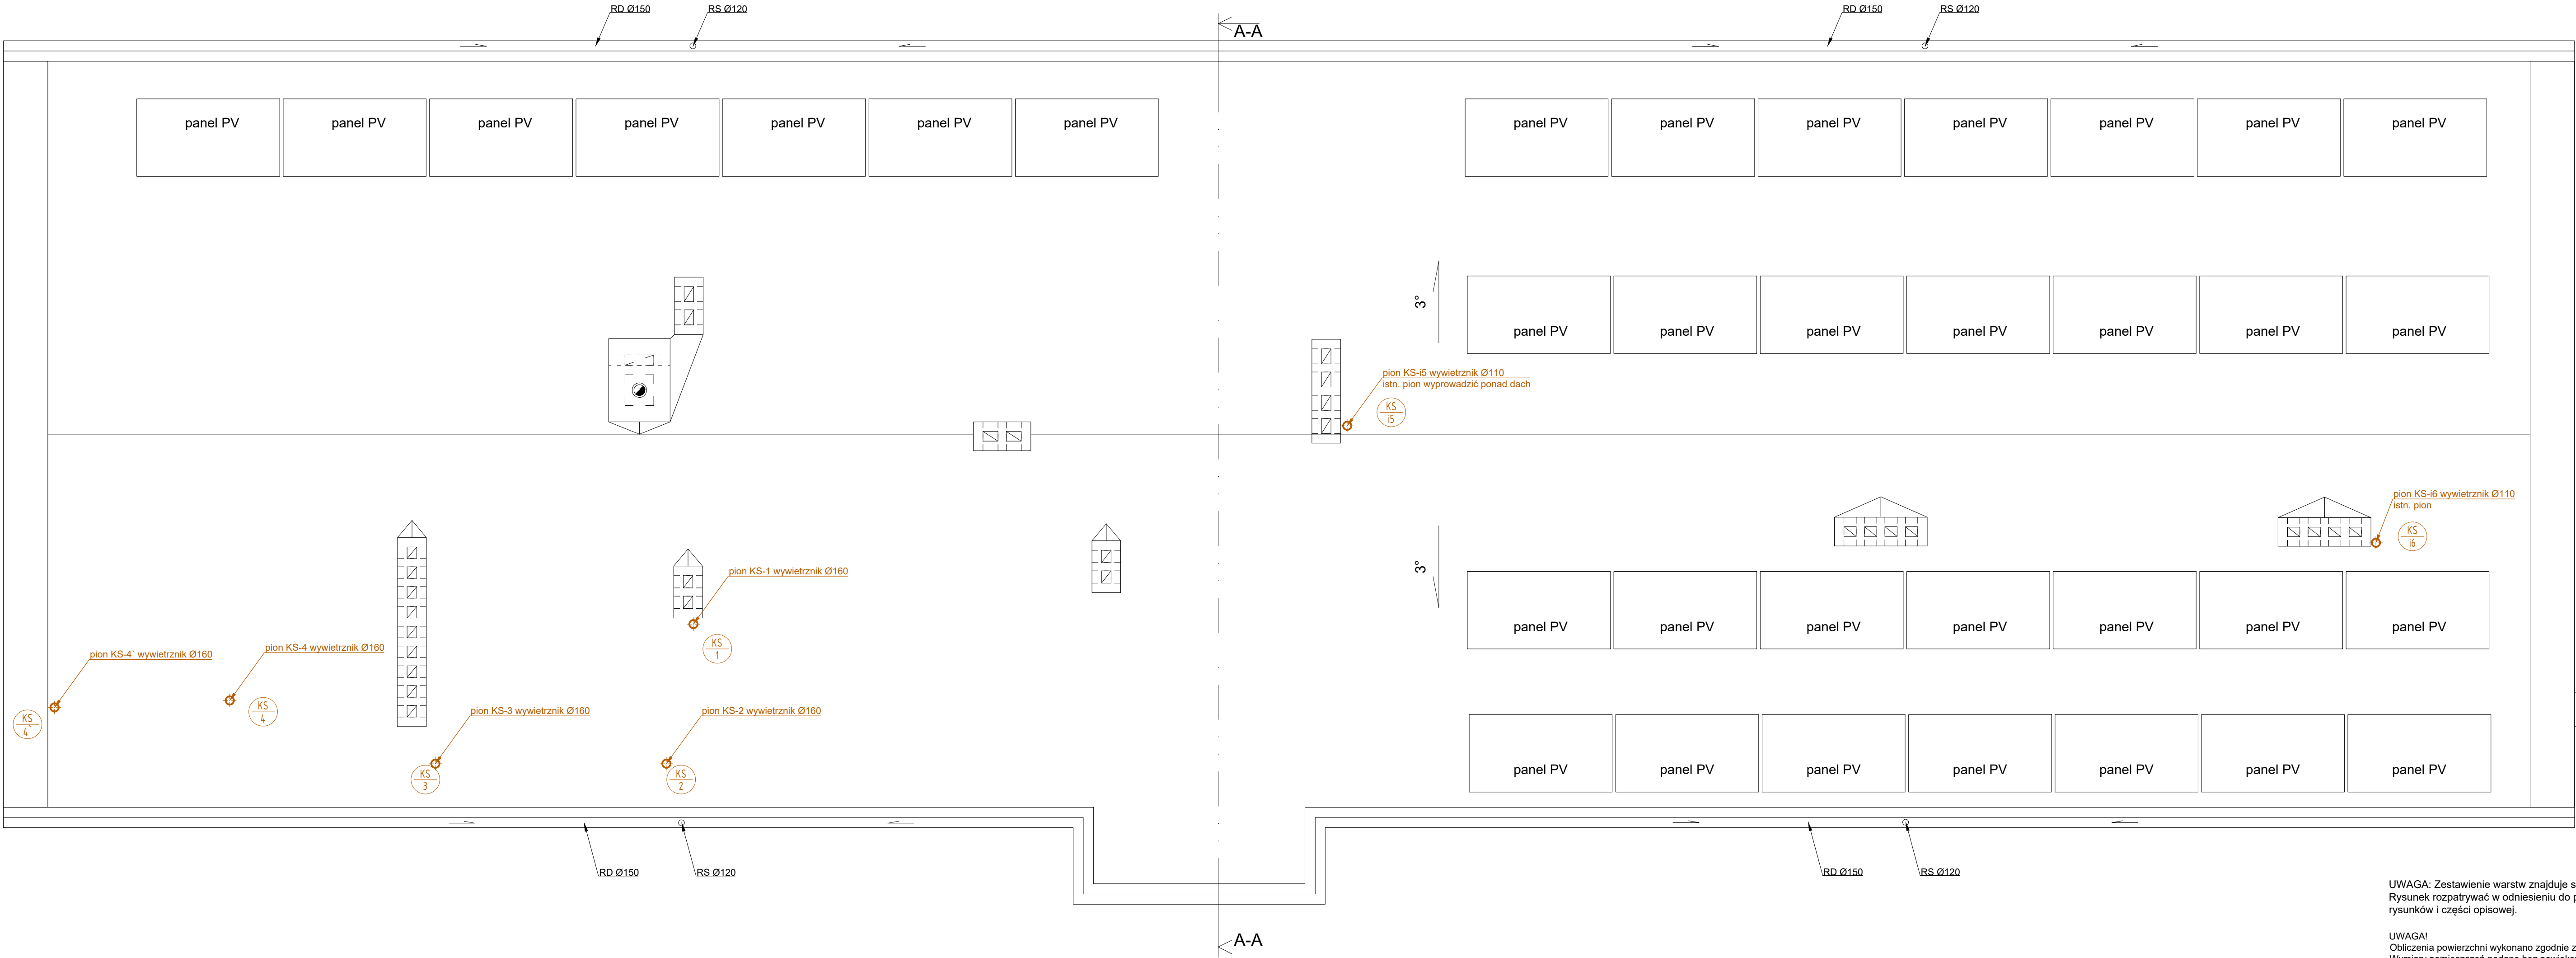 RD Ø150
RS Ø120
RD Ø150
RS Ø120
A-A
panel PV
panel PV
panel PV
panel PV
panel PV
panel PV
panel PV
panel PV
panel PV
panel PV
panel PV
panel PV
panel PV
panel PV
3°
panel PV
panel PV
panel PV
panel PV
panel PV
panel PV
panel PV
pion KS-i5 wywietrznik Ø110
istn. pion wyprowadzić ponad dach
KS
i5
pion KS-i6 wywietrznik Ø110
istn. pion
KS
i6
3°
pion KS-1 wywietrznik Ø160
KS
1
panel PV
panel PV
panel PV
panel PV
panel PV
panel PV
panel PV
pion KS-4` wywietrznik Ø160
KS
4`
pion KS-4 wywietrznik Ø160
KS
4
pion KS-3 wywietrznik Ø160
KS
3
pion KS-2 wywietrznik Ø160
KS
2
panel PV
panel PV
panel PV
panel PV
panel PV
panel PV
panel PV
RD Ø150
RS Ø120
RD Ø150
RS Ø120
A-A
UWAGA: Zestawienie warstw znajduje
Rysunek rozpatrywać w odniesieniu do
rysunków i części opisowej.
UWAGA!
Obliczenia powierzchni wykonano zgodnie z